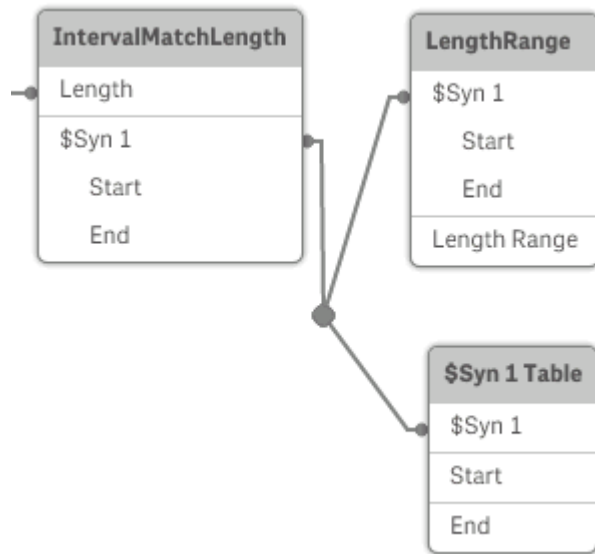 IntervalMatchLength
Length
$Syn 1
Start
End
LengthRange
$Syn 1
Start
End
Length Range
$Syn 1 Table
$Syn 1
Start
End